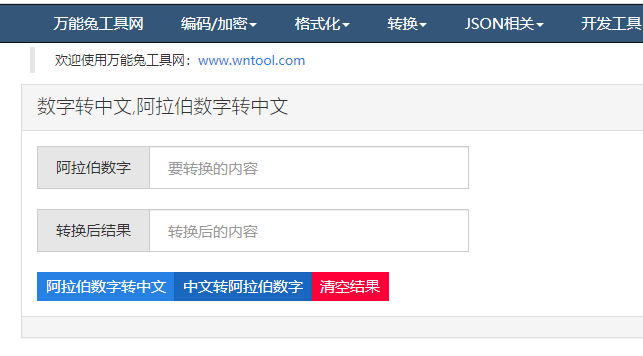 万能兔工具网 编码/加密 格式化 转换 JSON相关 开发工具
欢迎使用万能兔工具网：www.wntool.com
数字转中文,阿拉伯数字转中文
阿拉伯数字 要转换的内容
转换后结果 转换后的内容
阿拉伯数字转中文 中文转阿拉伯数字 清空结果